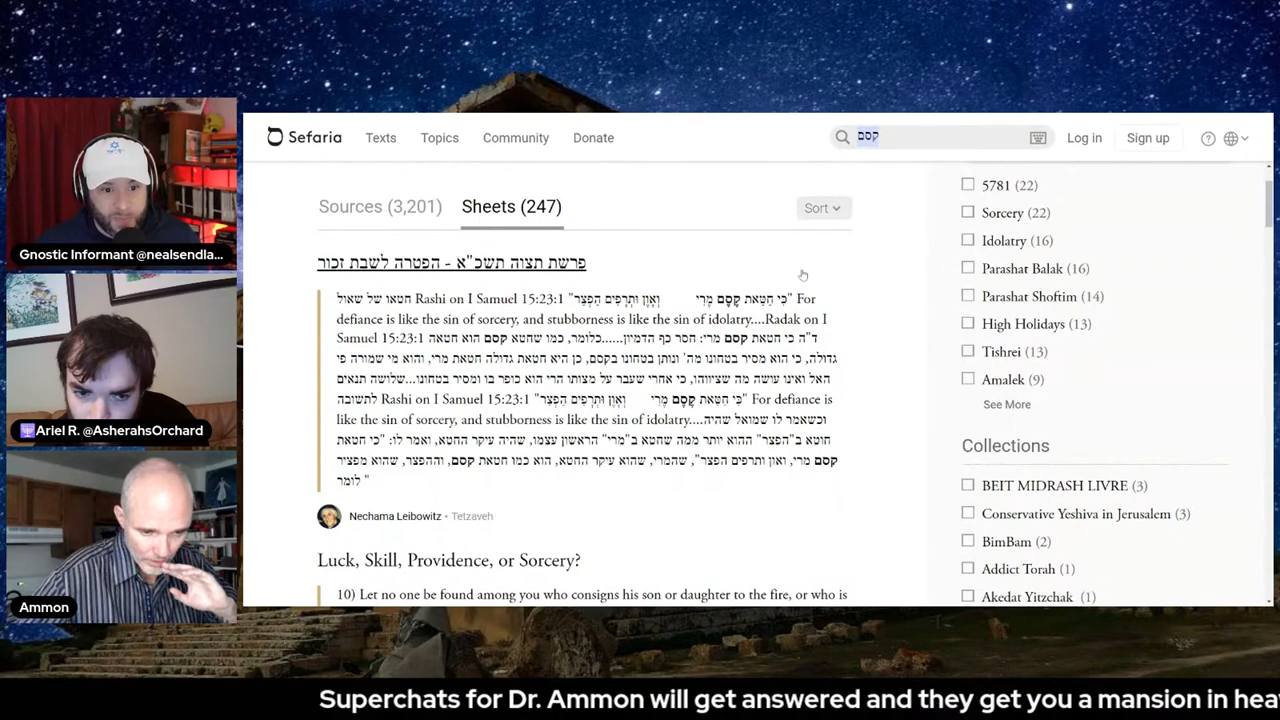 Sefaria
Texts
Topics
Community
Donate
קסם
Log in
Sign up
Sources (3,201)
Sheets (247)
Sort
פרשת תצוה תשכ"א - הפטרה לשבת זכור
חטאו של שאול Rashi on I Samuel 15:23:1 "כִּי חַטַּאת קֶסֶם מֶרִי וְאָוֶן וּתְרָפִים הַפְצַר" For
defiance is like the sin of sorcery, and stubbornness is like the sin of idolatry....Radak on I
Samuel 15:23:1 ד"ה כי חטאת קסם מרי: חסר כף הדמיון......כלומר, כמו שחטא קסם הוא חטאה
גדולה, כי הוא מסיר בטחונו מה' ונותן בטחונו בקסם, כן היא חטאת גדולה חטאת מרי, והוא מי שמורה פי
האל ואינו עושה מה שציווהו, כי אחרי שעבר על מצותו הרי הוא כופר בו ומסיר בטחונו...שלושה תנאים
לתשובה Rashi on I Samuel 15:23:1 "כִּי חַטַּאת קֶסֶם מֶרִי וְאָוֶן וּתְרָפִים הַפְצַר" For defiance is
like the sin of sorcery, and stubbornness is like the sin of idolatry....וכשאמר לו שמואל שהיה
חוטא ב"הפצר" ההוא יותר ממה שחטא ב"מרי" הראשון עצמו, שהיה עיקר החטא, ואמר לו: "כי חטאת
קסם מרי, ואון ותרפים הפצר", שהמרי, שהוא עיקר החטא, הוא כמו חטאת קסם, וההפצר, שהוא מפציר
לומר "
Nechama Leibowitz • Tetzaveh
Luck, Skill, Providence, or Sorcery?
10) Let no one be found among you who consigns his son or daughter to the fire, or who is
5781 (22)
Sorcery (22)
Idolatry (16)
Parashat Balak (16)
Parashat Shoftim (14)
High Holidays (13)
Tishrei (13)
Amalek (9)
See More
Collections
BEIT MIDRASH LIVRE (3)
Conservative Yeshiva in Jerusalem (3)
BimBam (2)
Addict Torah (1)
Akedat Yitzchak (1)
Gnostic Informant @nealsendla...
Ariel R. @AsherahsOrchard
Ammon
Superchats for Dr. Ammon will get answered and they get you a mansion in hea